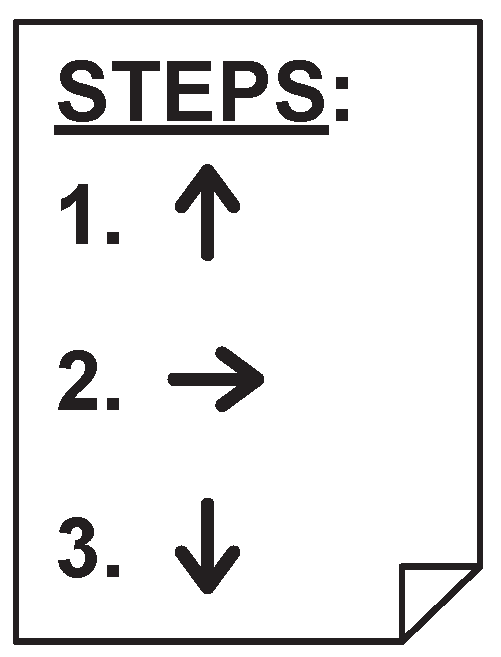 STEPS:
1. ↑
2. →
3. ↓